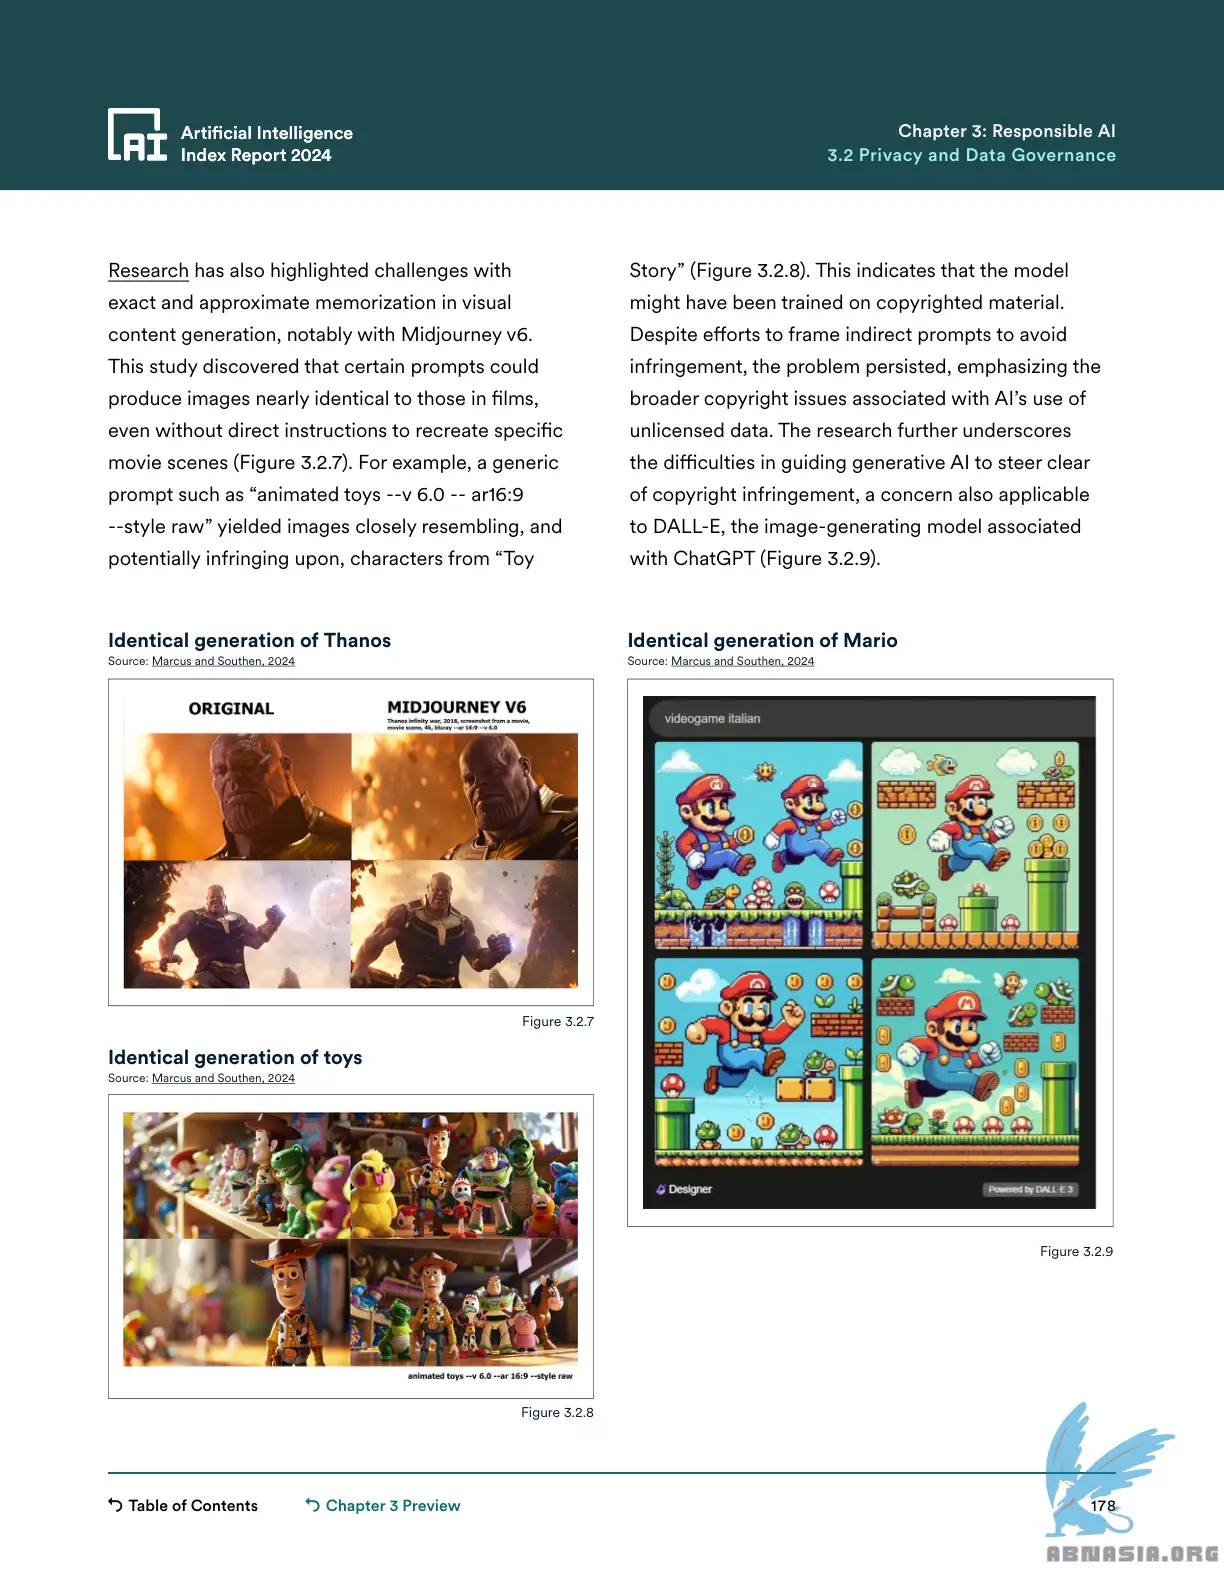 Artificial Intelligence
Index Report 2024
Chapter 3: Responsible AI
3.2 Privacy and Data Governance
Research has also highlighted challenges with
exact and approximate memorization in visual
content generation, notably with Midjourney v6.
This study discovered that certain prompts could
produce images nearly identical to those in films,
even without direct instructions to recreate specific
movie scenes (Figure 3.2.7). For example, a generic
prompt such as “animated toys --v 6.0 -- ar16:9
--style raw” yielded images closely resembling, and
potentially infringing upon, characters from “Toy
Story” (Figure 3.2.8). This indicates that the model
might have been trained on copyrighted material.
Despite efforts to frame indirect prompts to avoid
infringement, the problem persisted, emphasizing the
broader copyright issues associated with AI’s use of
unlicensed data. The research further underscores
the difficulties in guiding generative AI to steer clear
of copyright infringement, a concern also applicable
to DALL-E, the image-generating model associated
with ChatGPT (Figure 3.2.9).
Identical generation of Thanos
Source: Marcus and Southen, 2024
ORIGINAL
MIDJOURNEY V6
Thanos infinity war, 2018, screenshot from a movie,
movie scene, 4k, bluray --ar 16:9 --v 6.0
Figure 3.2.7
Identical generation of toys
Source: Marcus and Southen, 2024
animated toys --v 6.0 --ar 16:9 --style raw
Figure 3.2.8
Identical generation of Mario
Source: Marcus and Southen, 2024
videogame italian
Designer
Powered by DALL-E 3
Figure 3.2.9
Table of Contents
Chapter 3 Preview
178
ABNASIA.ORG